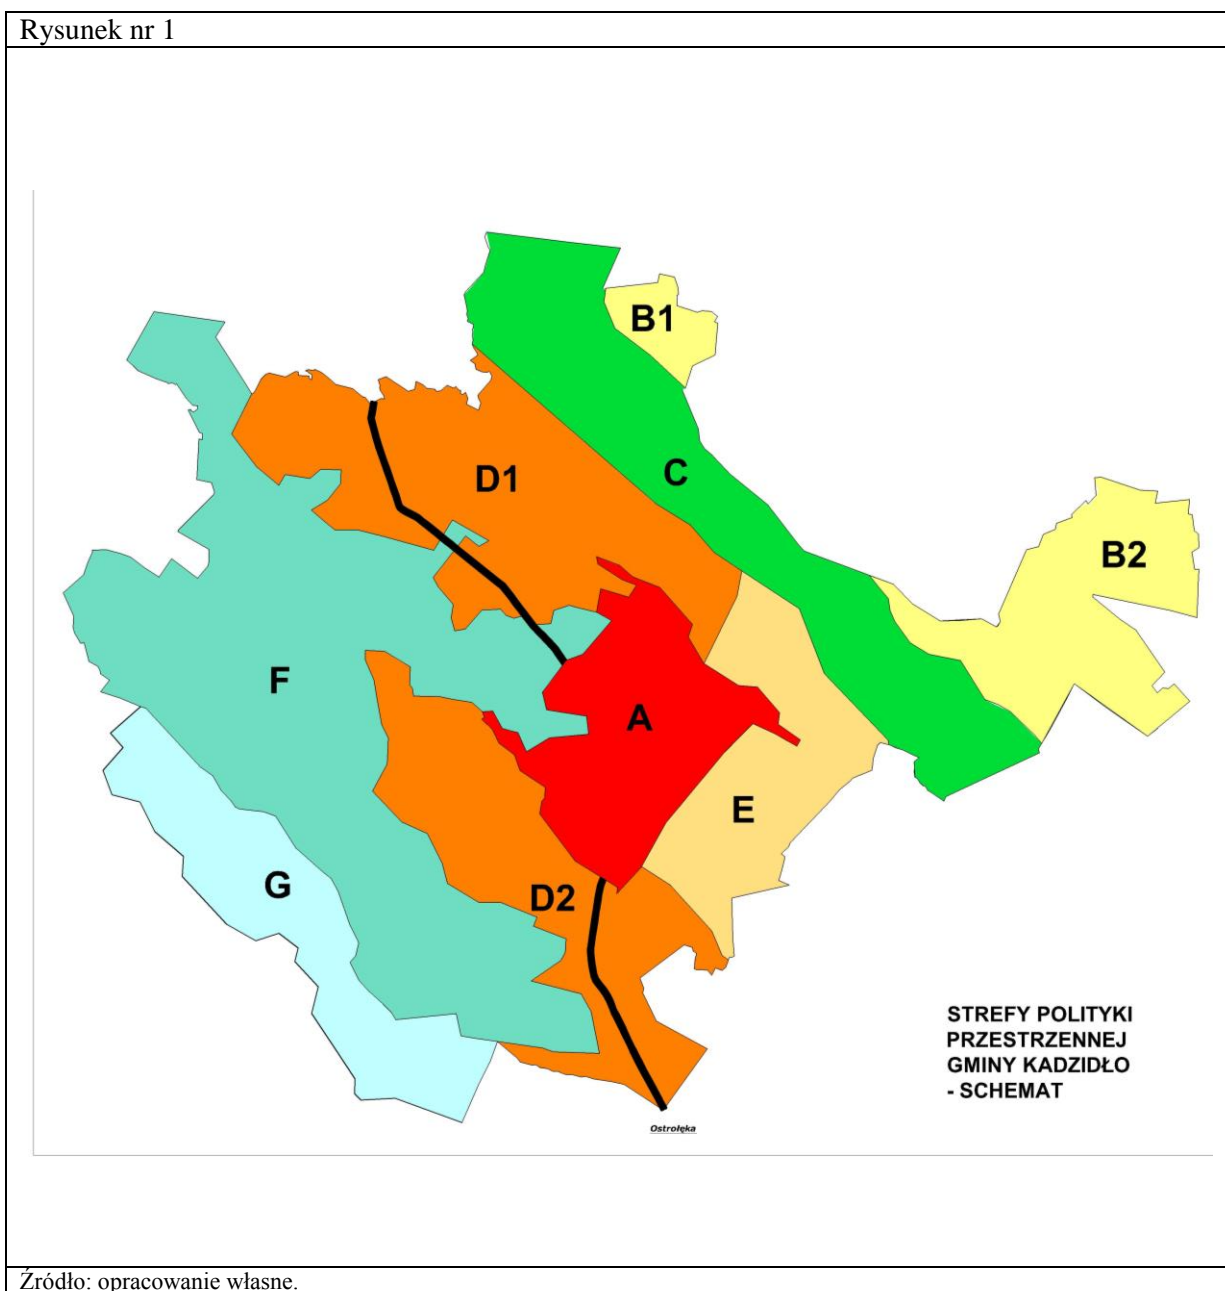 Rysunek nr 1
B1
C
D1
B2
F
A
E
G
D2
STREFY POLITYKI
PRZESTRZENNEJ
GMINY KADZIDŁO
- SCHEMAT
Ostrołęka
Źródło: opracowanie własne.